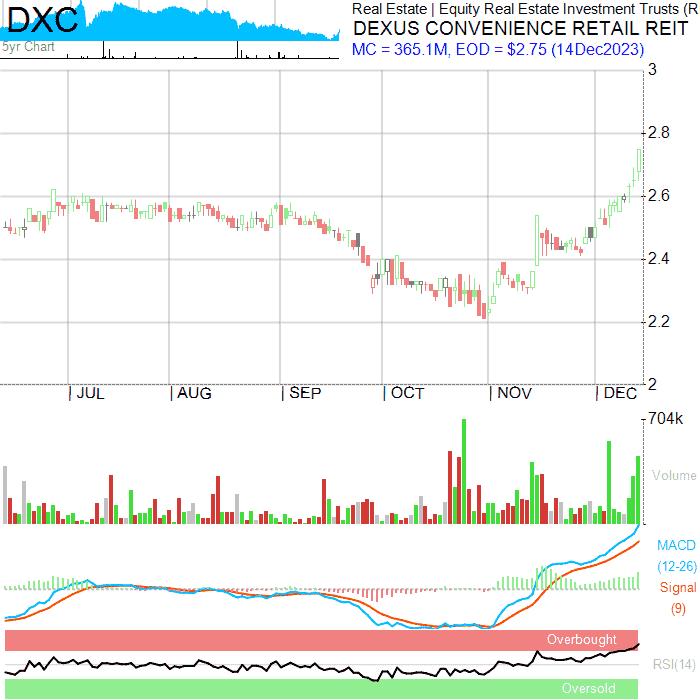 DXC
5yr Chart
Real Estate | Equity Real Estate Investment Trusts (R
DEXUS CONVENIENCE RETAIL REIT
MC = 365.1M, EOD = $2.75 (14Dec2023)
3
2.8
2.6
2.4
2.2
2
JUL AUG SEP OCT NOV DEC
704k
Volume
MACD
(12-26)
Signal
(9)
Overbought
RSI(14)
Oversold